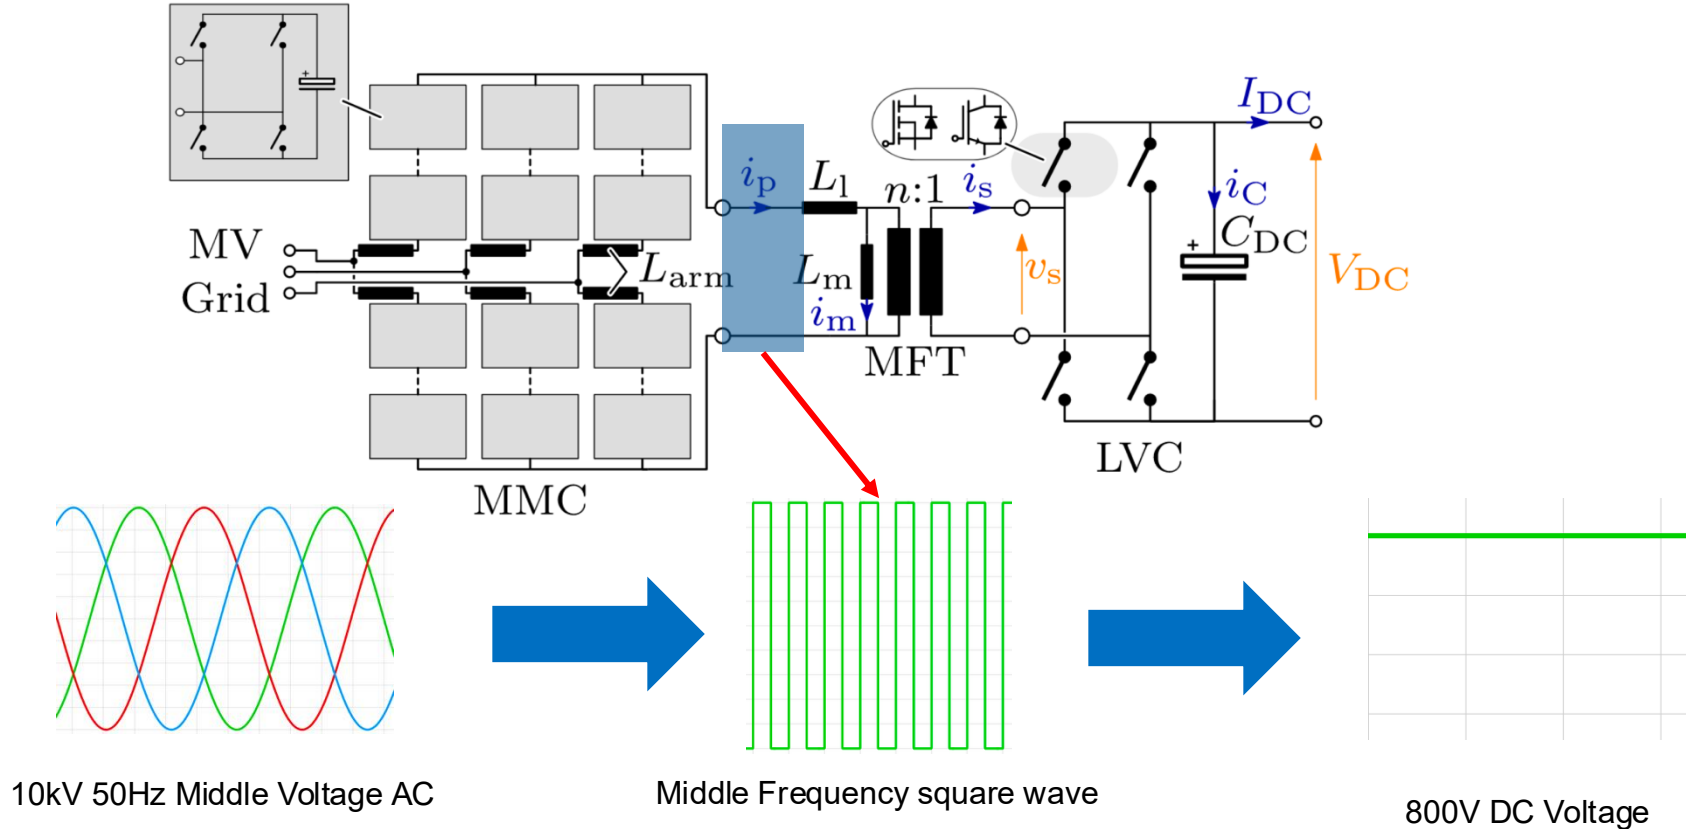 +
MV
Grid
L_arm
MMC
i_p
L_l
n:1
i_s
L_m
i_m
MFT
v_s
I_DC
i_C
+
C_DC
V_DC
LVC
10kV 50Hz Middle Voltage AC
Middle Frequency square wave
800V DC Voltage